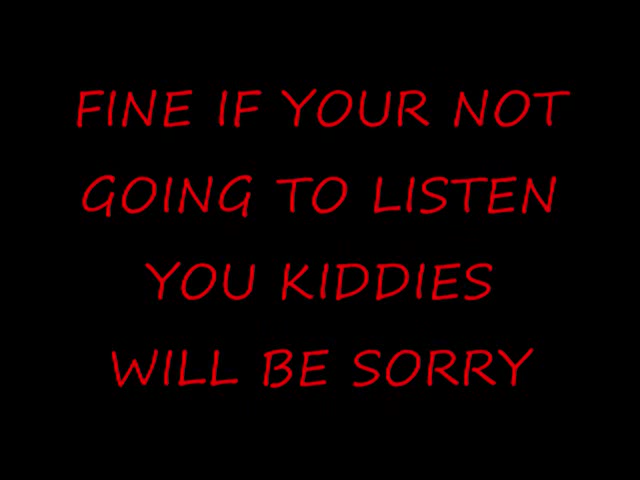 FINE IF YOUR NOT
GOING TO LISTEN
YOU KIDDIES
WILL BE SORRY